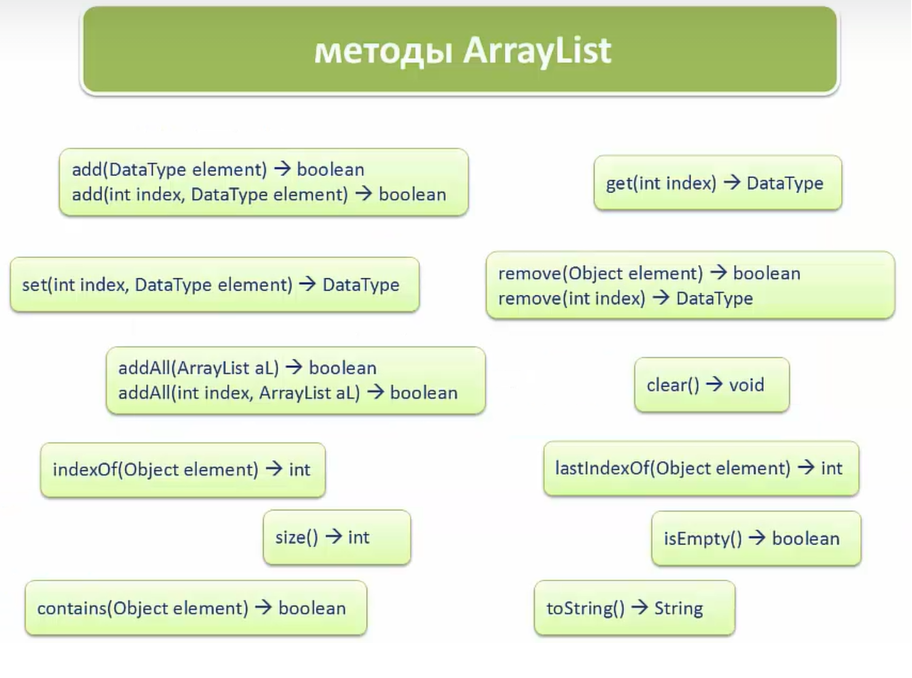 методы ArrayList
add(DataType element) → boolean
add(int index, DataType element) → boolean
get(int index) → DataType
set(int index, DataType element) → DataType
remove(Object element) → boolean
remove(int index) → DataType
addAll(ArrayList aL) → boolean
addAll(int index, ArrayList aL) → boolean
clear() → void
indexOf(Object element) → int
lastIndexOf(Object element) → int
size() → int
isEmpty() → boolean
contains(Object element) → boolean
toString() → String